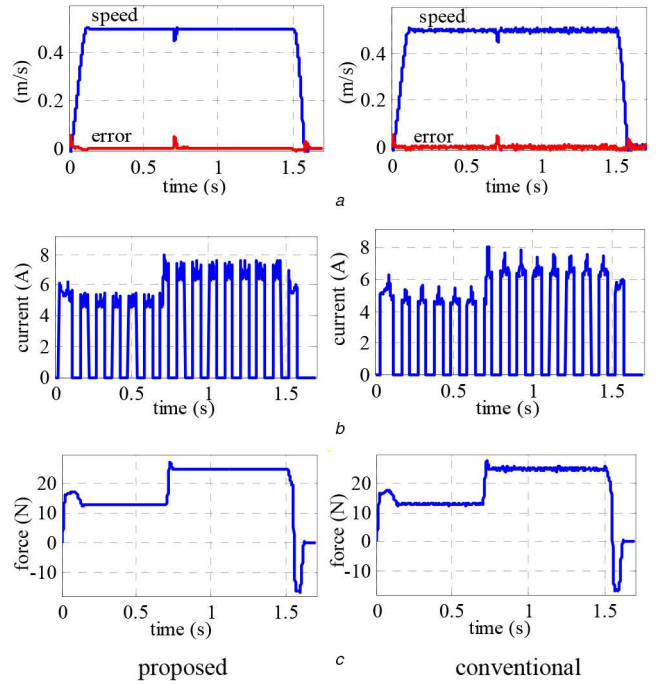 speed
speed
0.4
0.4
(m/s)
(m/s)
0.2
0.2
error
error
0
0
0 0.5 1 1.5
0 0.5 1 1.5
time (s)
time (s)
a
8
8
6
6
current (A)
current (A)
4
4
2
2
0
0
0 0.5 1 1.5
0 0.5 1 1.5
time (s)
time (s)
b
20
20
10
10
force (N)
force (N)
0
0
-10
-10
0 0.5 1 1.5
0 0.5 1 1.5
time (s)
time (s)
c
proposed
conventional